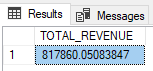 Results Messages
TOTAL_REVENUE
1 817860.05083847